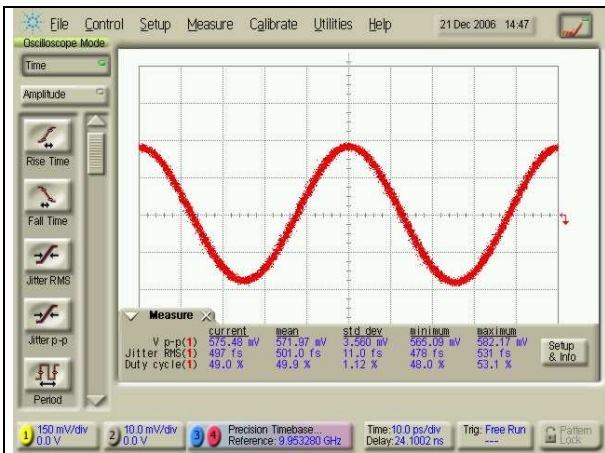 File Control Setup Measure Calibrate Utilities Help 21 Dec 2006 14:47
Oscilloscope Mode
Time
Amplitude
Rise Time
Fall Time
Jitter RMS
Jitter p-p
Period
Measure
current mean std dev minimum maximum
V p-p(1) 575.48 mV 571.97 mV 3.560 mV 565.09 mV 582.17 mV
Jitter RMS(1) 497 fs 501.0 fs 11.0 fs 478 fs 531 fs
Duty cycle(1) 49.0 % 49.9 % 1.12 % 48.0 % 53.1 %
Setup
& Info
1 150 mV/div
0.0 V
2 10.0 mV/div
0.0 V
3 4 Precision Timebase...
Reference: 9.953280 GHz
Time:10.0 ps/div
Delay:24.1002 ns
Trig: Free Run
---
Pattern
Lock